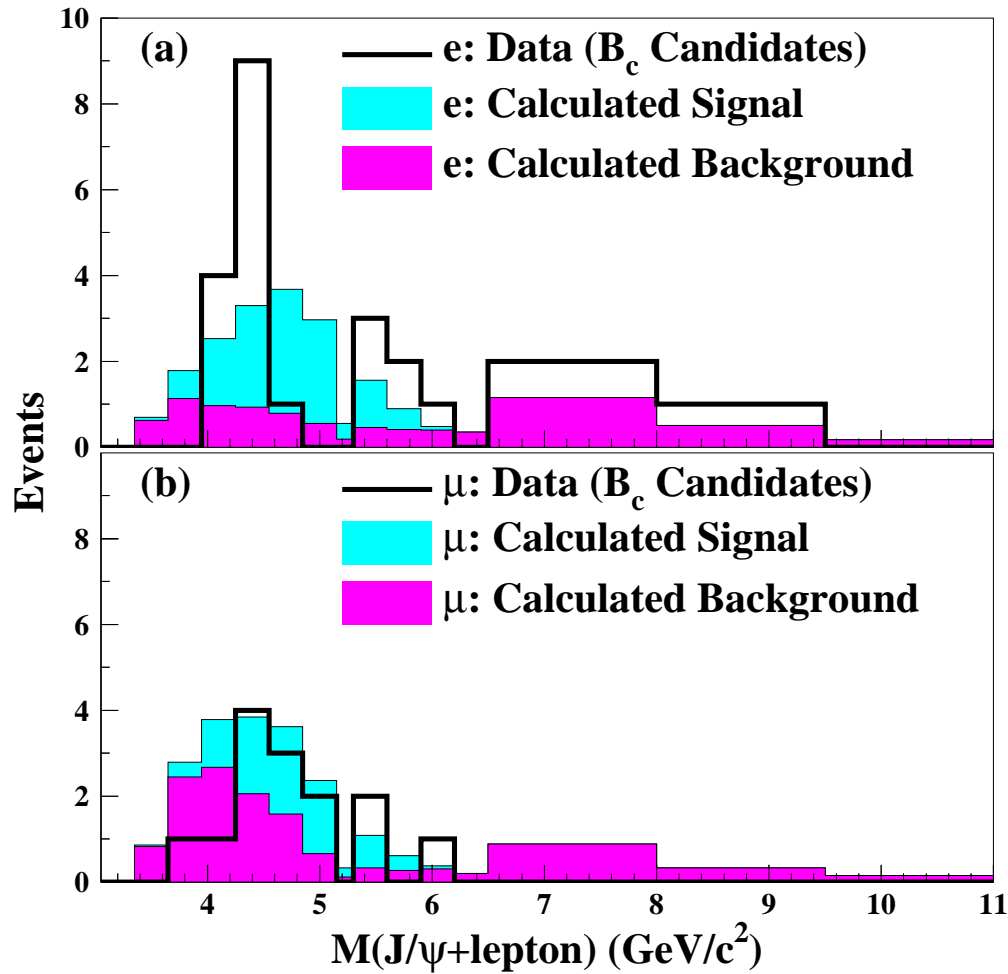 10
(a)
e: Data (B_c Candidates)
8
e: Calculated Signal
e: Calculated Background
6
4
2
0
Events
(b)
μ: Data (B_c Candidates)
8
μ: Calculated Signal
6
μ: Calculated Background
4
2
0
4 5 6 7 8 9 10 11
M(J/ψ+lepton) (GeV/c²)